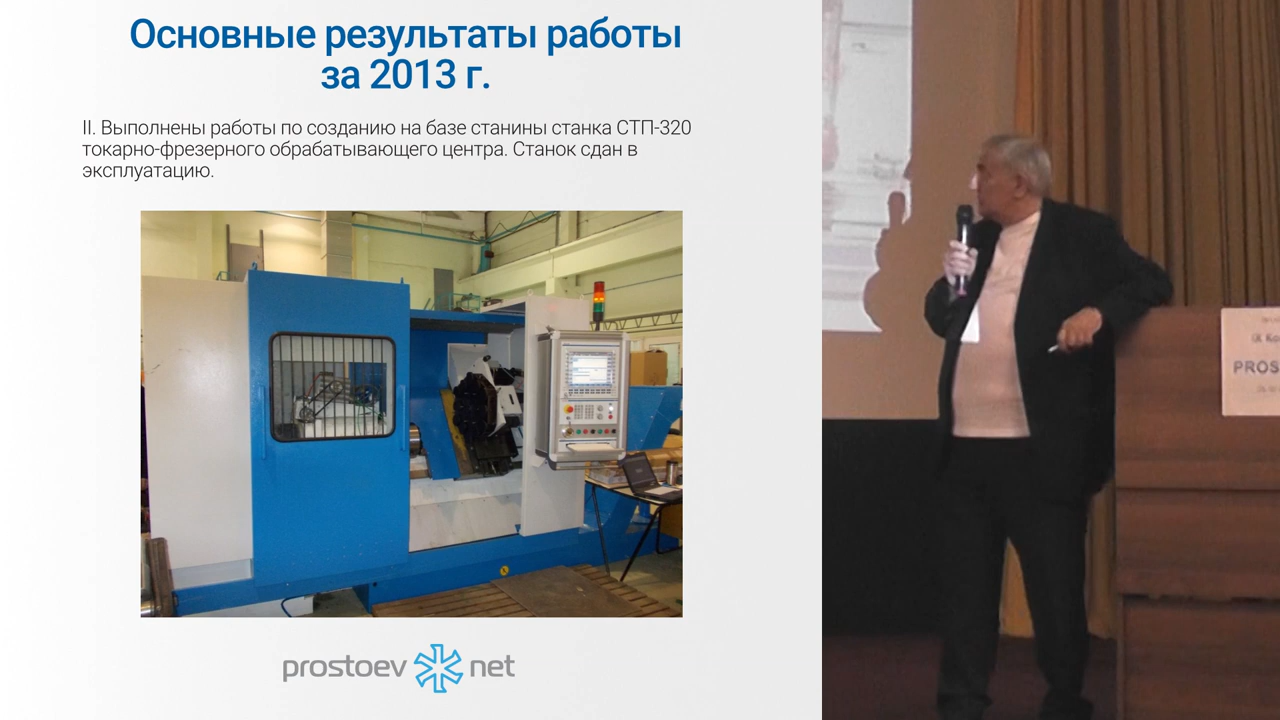 Основные результаты работы
за 2013 г.
II. Выполнены работы по созданию на базе станины станка СТП-320
токарно-фрезерного обрабатывающего центра. Станок сдан в
эксплуатацию.
prostoev net
PROS